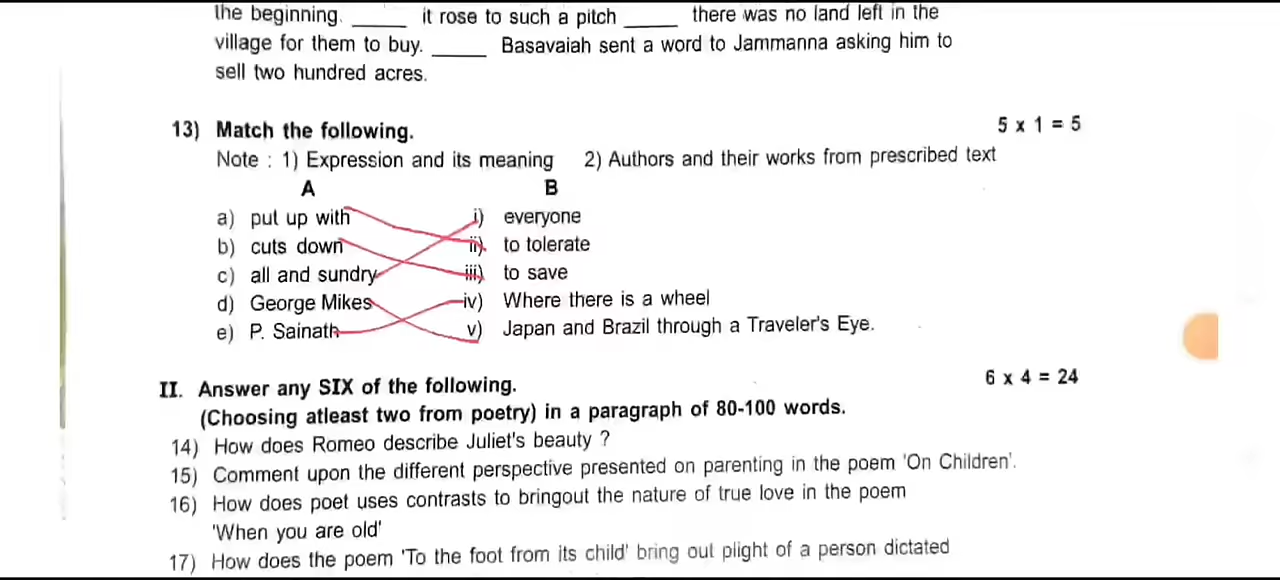 the beginning. _____ it rose to such a pitch _____ there was no land left in the
village for them to buy. _____ Basavaiah sent a word to Jammanna asking him to
sell two hundred acres.
13) Match the following. 5 x 1 = 5
Note : 1) Expression and its meaning 2) Authors and their works from prescribed text
A B
a) put up with i) everyone
b) cuts down ii) to tolerate
c) all and sundry iii) to save
d) George Mikes iv) Where there is a wheel
e) P. Sainath v) Japan and Brazil through a Traveler's Eye.
II. Answer any SIX of the following. 6 x 4 = 24
(Choosing atleast two from poetry) in a paragraph of 80-100 words.
14) How does Romeo describe Juliet's beauty ?
15) Comment upon the different perspective presented on parenting in the poem 'On Children'.
16) How does poet uses contrasts to bringout the nature of true love in the poem
'When you are old'
17) How does the poem 'To the foot from its child' bring out plight of a person dictated